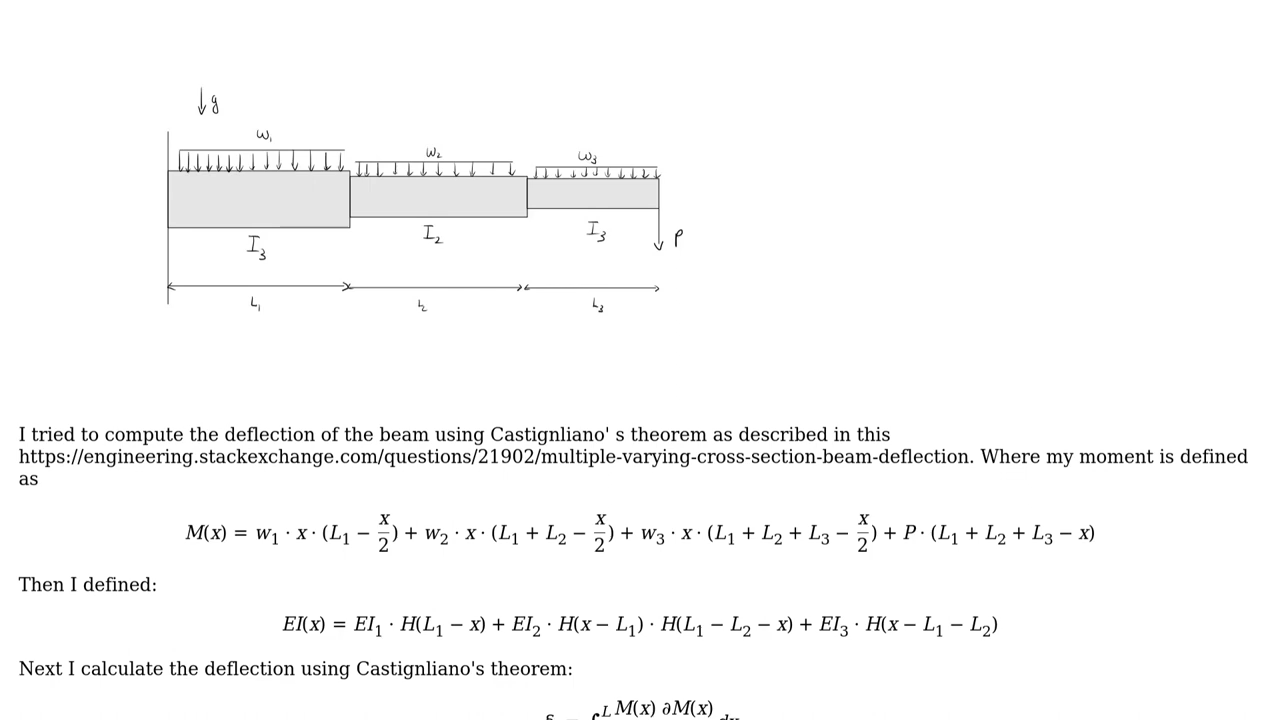 ↓ g
w₁
w₂
w₃
I₃
I₂
I₃
P
L₁
L₂
L₃
I tried to compute the deflection of the beam using Castignliano' s theorem as described in this
https://engineering.stackexchange.com/questions/21902/multiple-varying-cross-section-beam-deflection. Where my moment is defined
as
M(x) = w₁ · x · (L₁ − x/2) + w₂ · x · (L₁ + L₂ − x/2) + w₃ · x · (L₁ + L₂ + L₃ − x/2) + P · (L₁ + L₂ + L₃ − x)
Then I defined:
EI(x) = EI₁ · H(L₁ − x) + EI₂ · H(x − L₁) · H(L₁ − L₂ − x) + EI₃ · H(x − L₁ − L₂)
Next I calculate the deflection using Castignliano's theorem:
L M(x) ∂M(x)